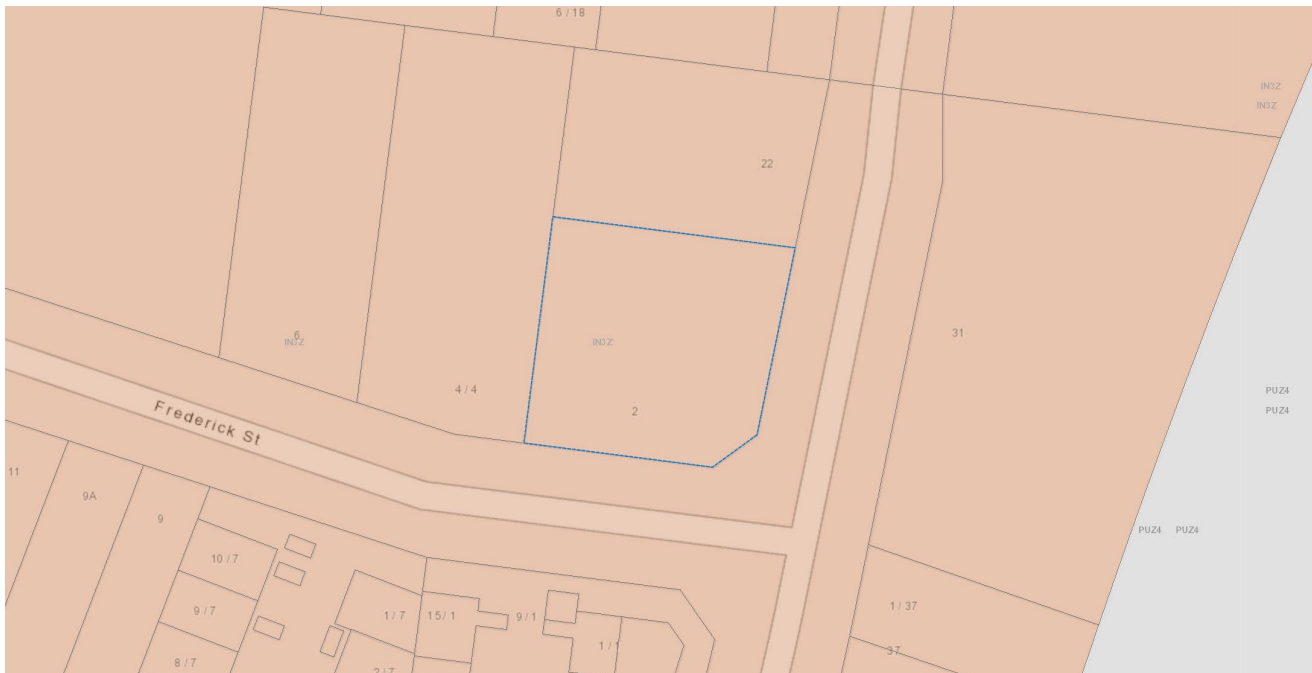 6 / 18
IN3Z
IN3Z
22
31
6
IN3Z
IN3Z
4 / 4
2
PUZ4
PUZ4
Frederick St
11
9A
9
PUZ4 PUZ4
10 / 7
9 / 7
1 / 7
15/ 1
9 / 1
1 / 37
1 / 1
37
8 / 7
2 / 7